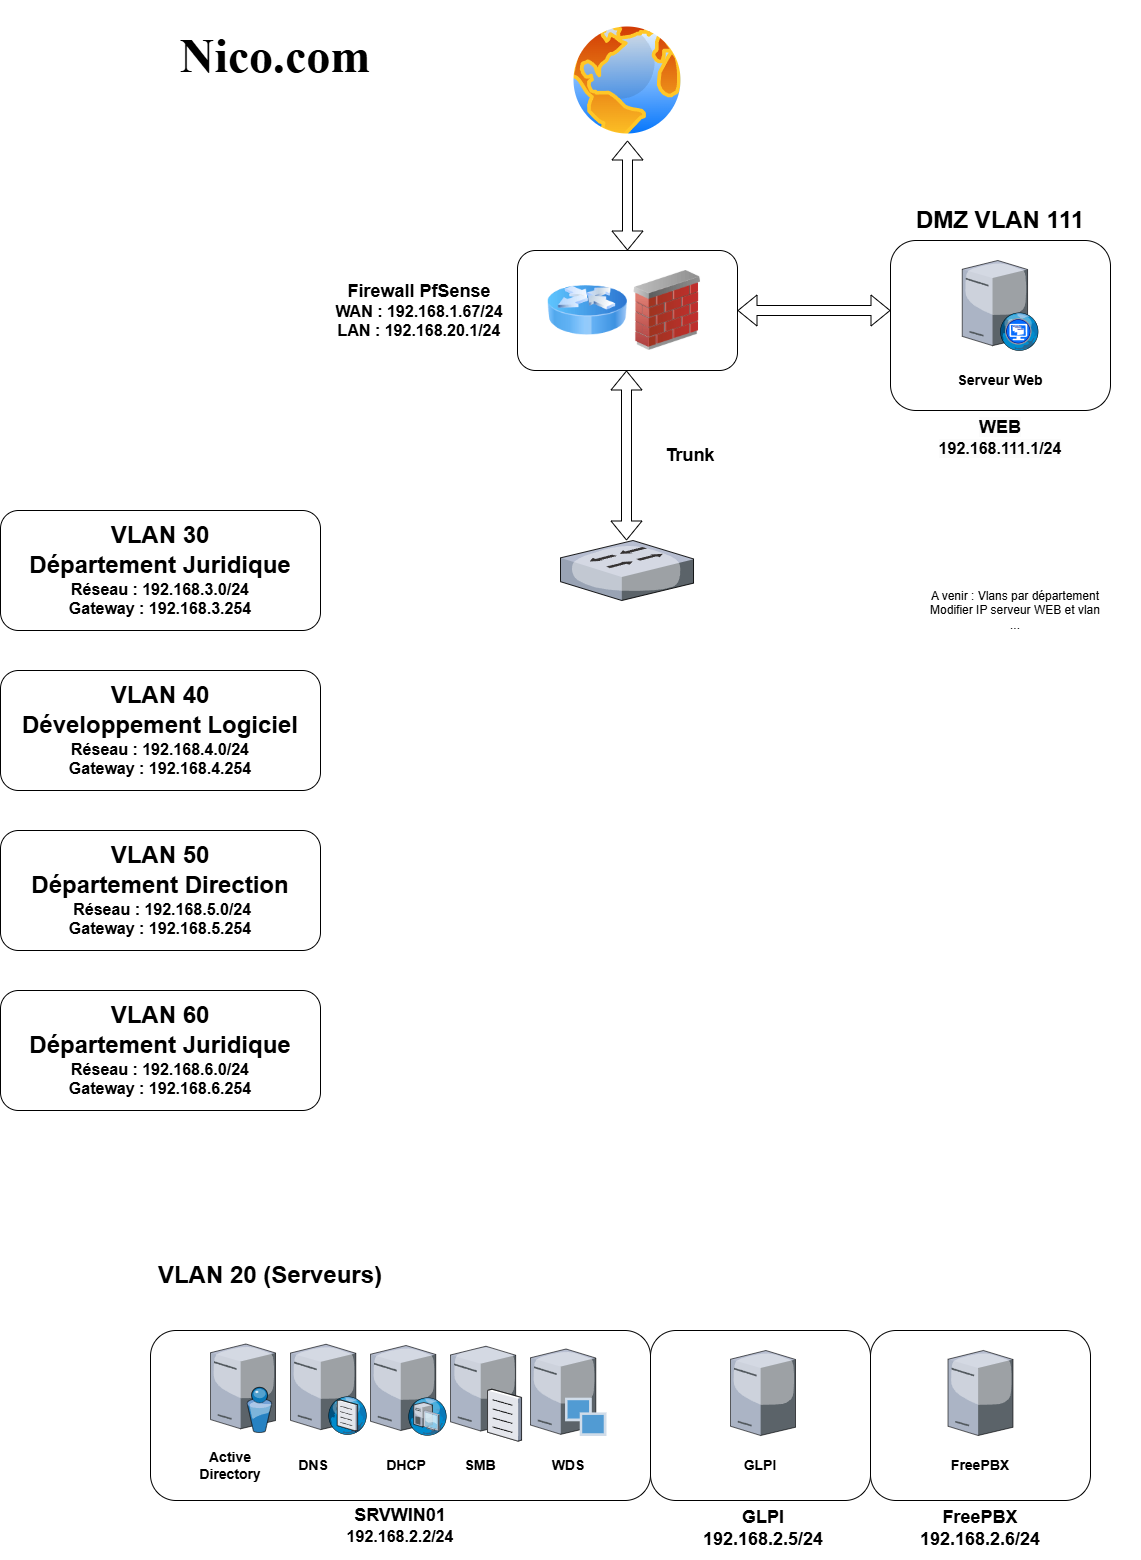 Nico.com
DMZ VLAN 111
Firewall PfSense
WAN : 192.168.1.67/24
LAN : 192.168.20.1/24
Serveur Web
WEB
192.168.111.1/24
Trunk
VLAN 30
Département Juridique
Réseau : 192.168.3.0/24
Gateway : 192.168.3.254
A venir : Vlans par département
Modifier IP serveur WEB et vlan
...
VLAN 40
Développement Logiciel
Réseau : 192.168.4.0/24
Gateway : 192.168.4.254
VLAN 50
Département Direction
Réseau : 192.168.5.0/24
Gateway : 192.168.5.254
VLAN 60
Département Juridique
Réseau : 192.168.6.0/24
Gateway : 192.168.6.254
VLAN 20 (Serveurs)
Active
Directory
DNS
DHCP
SMB
WDS
GLPI
FreePBX
SRVWIN01
192.168.2.2/24
GLPI
192.168.2.5/24
FreePBX
192.168.2.6/24